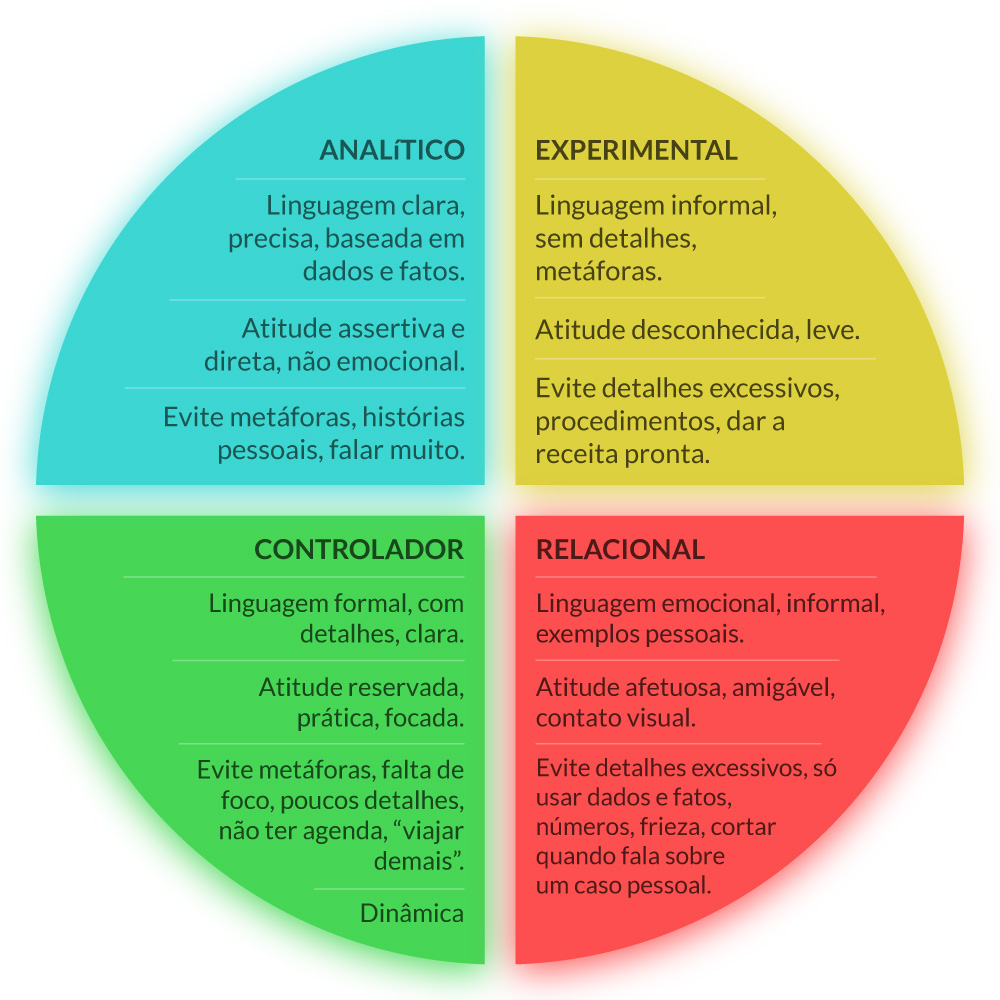 ANALíTICO
Linguagem clara,
precisa, baseada em
dados e fatos.
Atitude assertiva e
direta, não emocional.
Evite metáforas, histórias
pessoais, falar muito.
EXPERIMENTAL
Linguagem informal,
sem detalhes,
metáforas.
Atitude desconhecida, leve.
Evite detalhes excessivos,
procedimentos, dar a
receita pronta.
CONTROLADOR
Linguagem formal, com
detalhes, clara.
Atitude reservada,
prática, focada.
Evite metáforas, falta de
foco, poucos detalhes,
não ter agenda, “viajar
demais”.
Dinâmica
RELACIONAL
Linguagem emocional, informal,
exemplos pessoais.
Atitude afetuosa, amigável,
contato visual.
Evite detalhes excessivos, só
usar dados e fatos,
números, frieza, cortar
quando fala sobre
um caso pessoal.